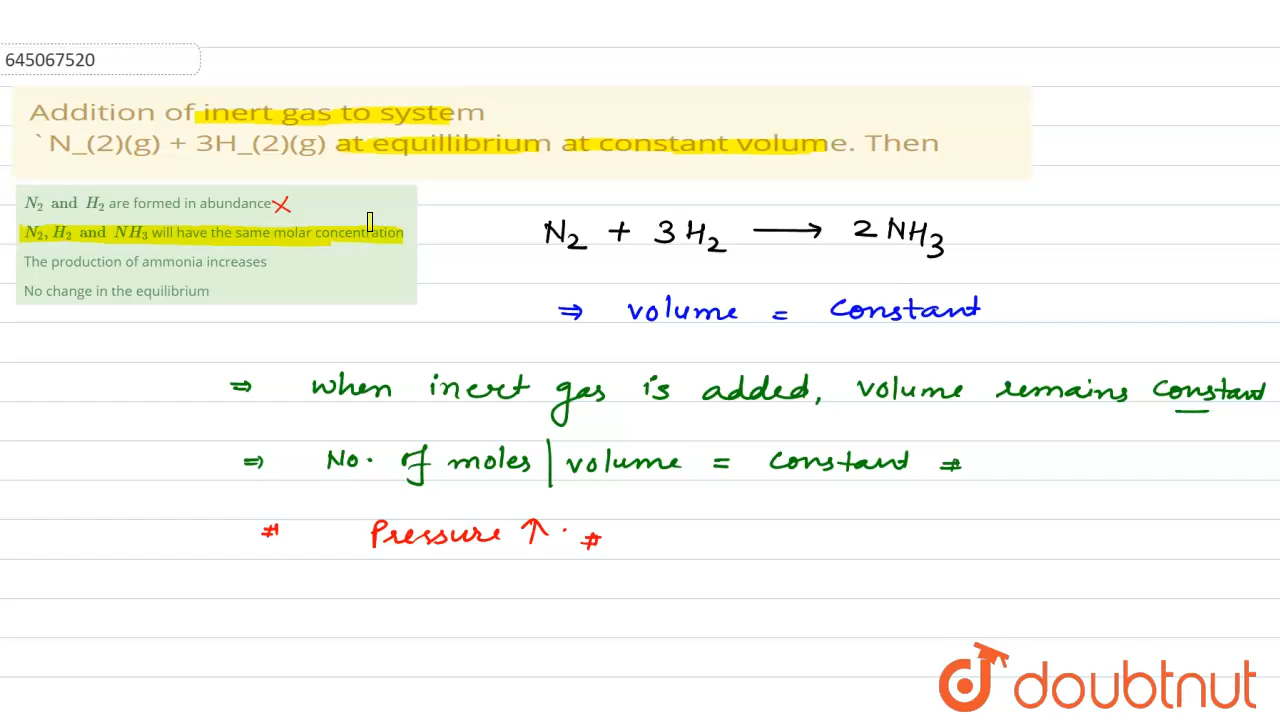 645067520
Addition of inert gas to system
`N_(2)(g) + 3H_(2)(g) at equillibrium at constant volume. Then
N₂ and H₂ are formed in abundance X
N₂, H₂ and NH₃ will have the same molar concentration
The production of ammonia increases
No change in the equilibrium
N₂ + 3H₂ → 2NH₃
⇒ volume = constant
⇒ when inert gas is added, volume remains constant
⇒ No. of moles | volume = constant #
# Pressure ↑ . #
doubtnut